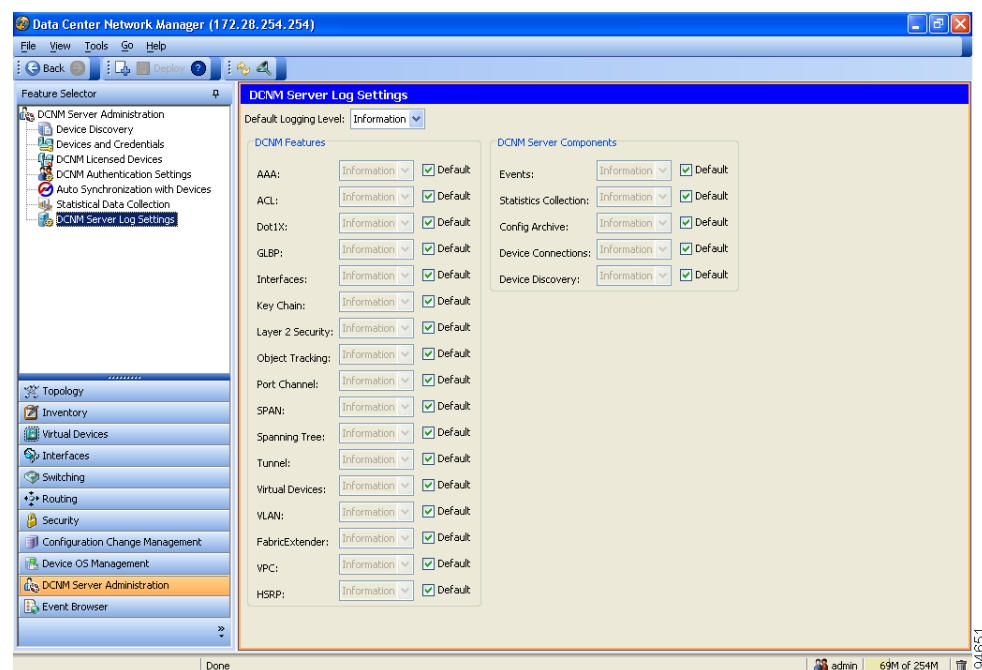 Data Center Network Manager (172.28.254.254)
File View Tools Go Help
Back Deploy
Feature Selector
DCNM Server Administration
Device Discovery
Devices and Credentials
DCNM Licensed Devices
DCNM Authentication Settings
Auto Synchronization with Devices
Statistical Data Collection
DCNM Server Log Settings
Topology
Inventory
Virtual Devices
Interfaces
Switching
Routing
Security
Configuration Change Management
Device OS Management
DCNM Server Administration
Event Browser
DCNM Server Log Settings
Default Logging Level: Information
DCNM Features
AAA: Information Default
ACL: Information Default
Dot1X: Information Default
GLBP: Information Default
Interfaces: Information Default
Key Chain: Information Default
Layer 2 Security: Information Default
Object Tracking: Information Default
Port Channel: Information Default
SPAN: Information Default
Spanning Tree: Information Default
Tunnel: Information Default
Virtual Devices: Information Default
VLAN: Information Default
FabricExtender: Information Default
VPC: Information Default
HSRP: Information Default
DCNM Server Components
Events: Information Default
Statistics Collection: Information Default
Config Archive: Information Default
Device Connections: Information Default
Device Discovery: Information Default
Done
admin 69M of 254M